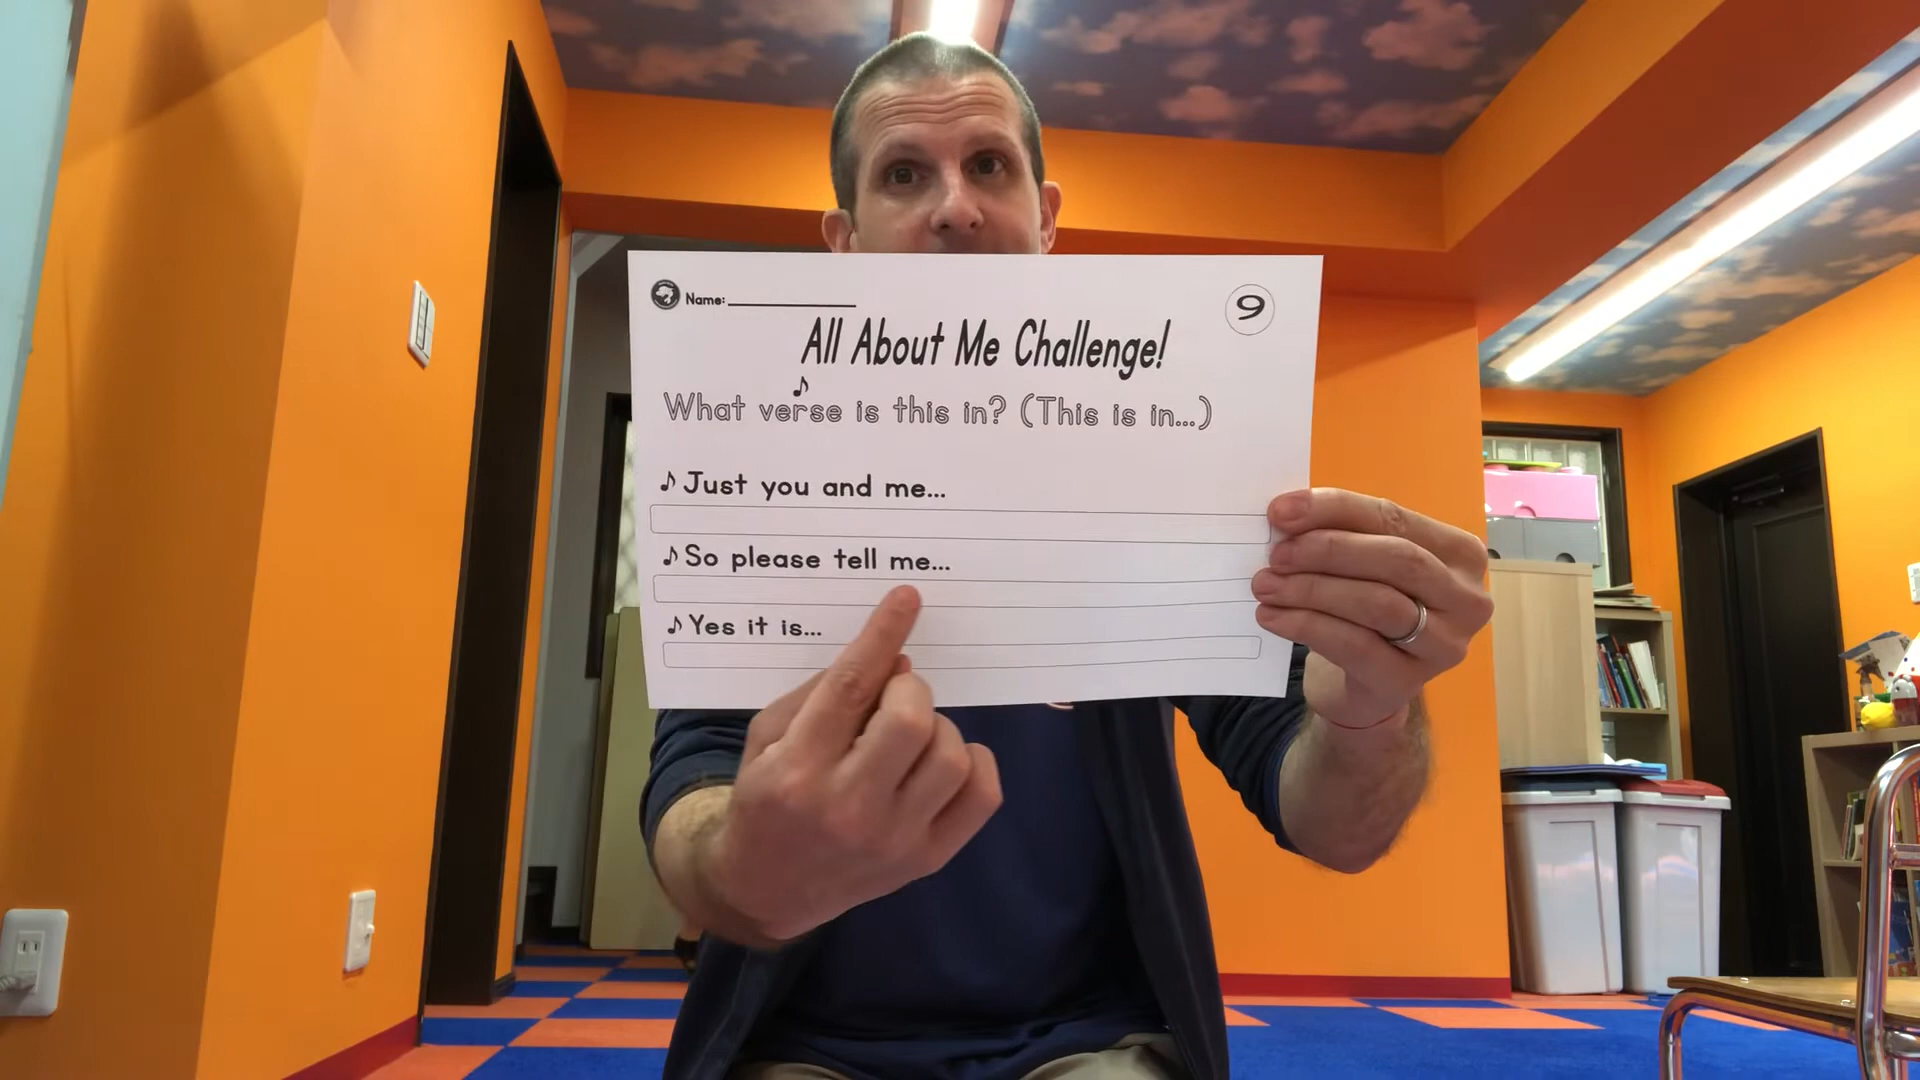 Name:
9
All About Me Challenge!
What verse is this in? (This is in...)
♪Just you and me...
♪So please tell me...
♪Yes it is...